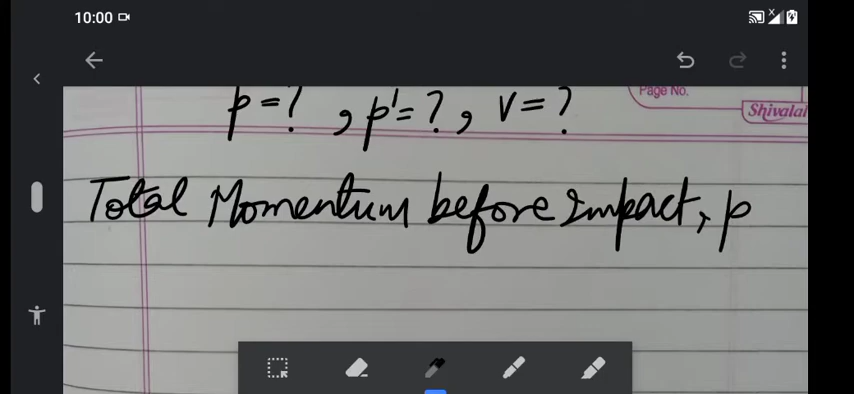 10:00
Page No.
Shivalal
p=? , p'=? , v=?
Total Momentum before Impact, p